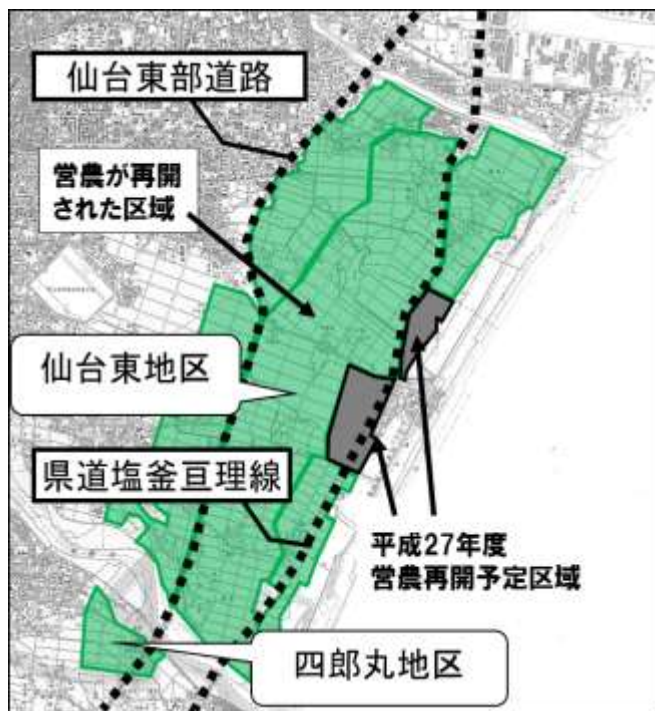 仙台東部道路
営農が再開
された区域
仙台東地区
県道塩釜亘理線
平成27年度
営農再開予定区域
四郎丸地区